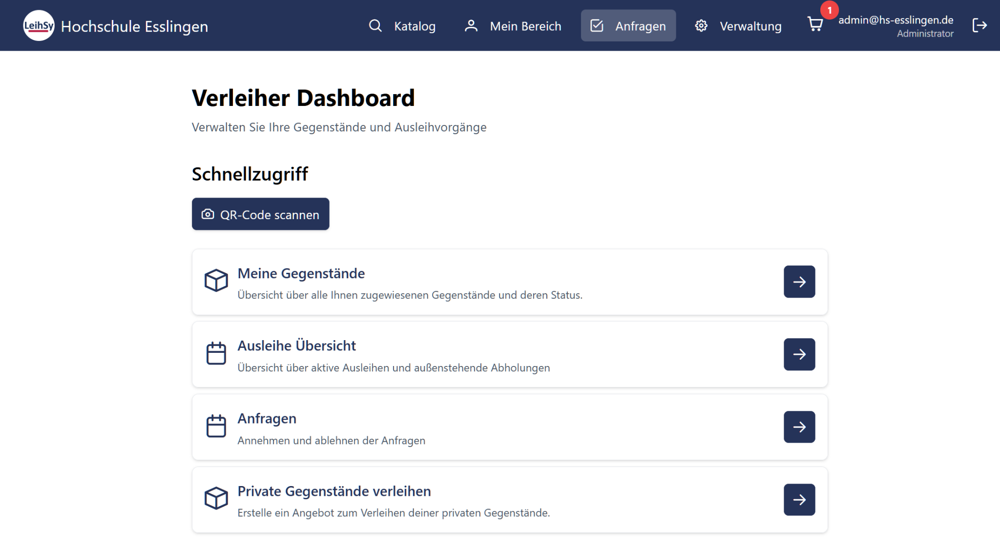 LeihSy
Hochschule Esslingen
Katalog
Mein Bereich
Anfragen
Verwaltung
1
admin@hs-esslingen.de
Administrator
Verleiher Dashboard
Verwalten Sie Ihre Gegenstände und Ausleihvorgänge
Schnellzugriff
QR-Code scannen
Meine Gegenstände
Übersicht über alle Ihnen zugewiesenen Gegenstände und deren Status.
Ausleihe Übersicht
Übersicht über aktive Ausleihen und außenstehende Abholungen
Anfragen
Annehmen und ablehnen der Anfragen
Private Gegenstände verleihen
Erstelle ein Angebot zum Verleihen deiner privaten Gegenstände.